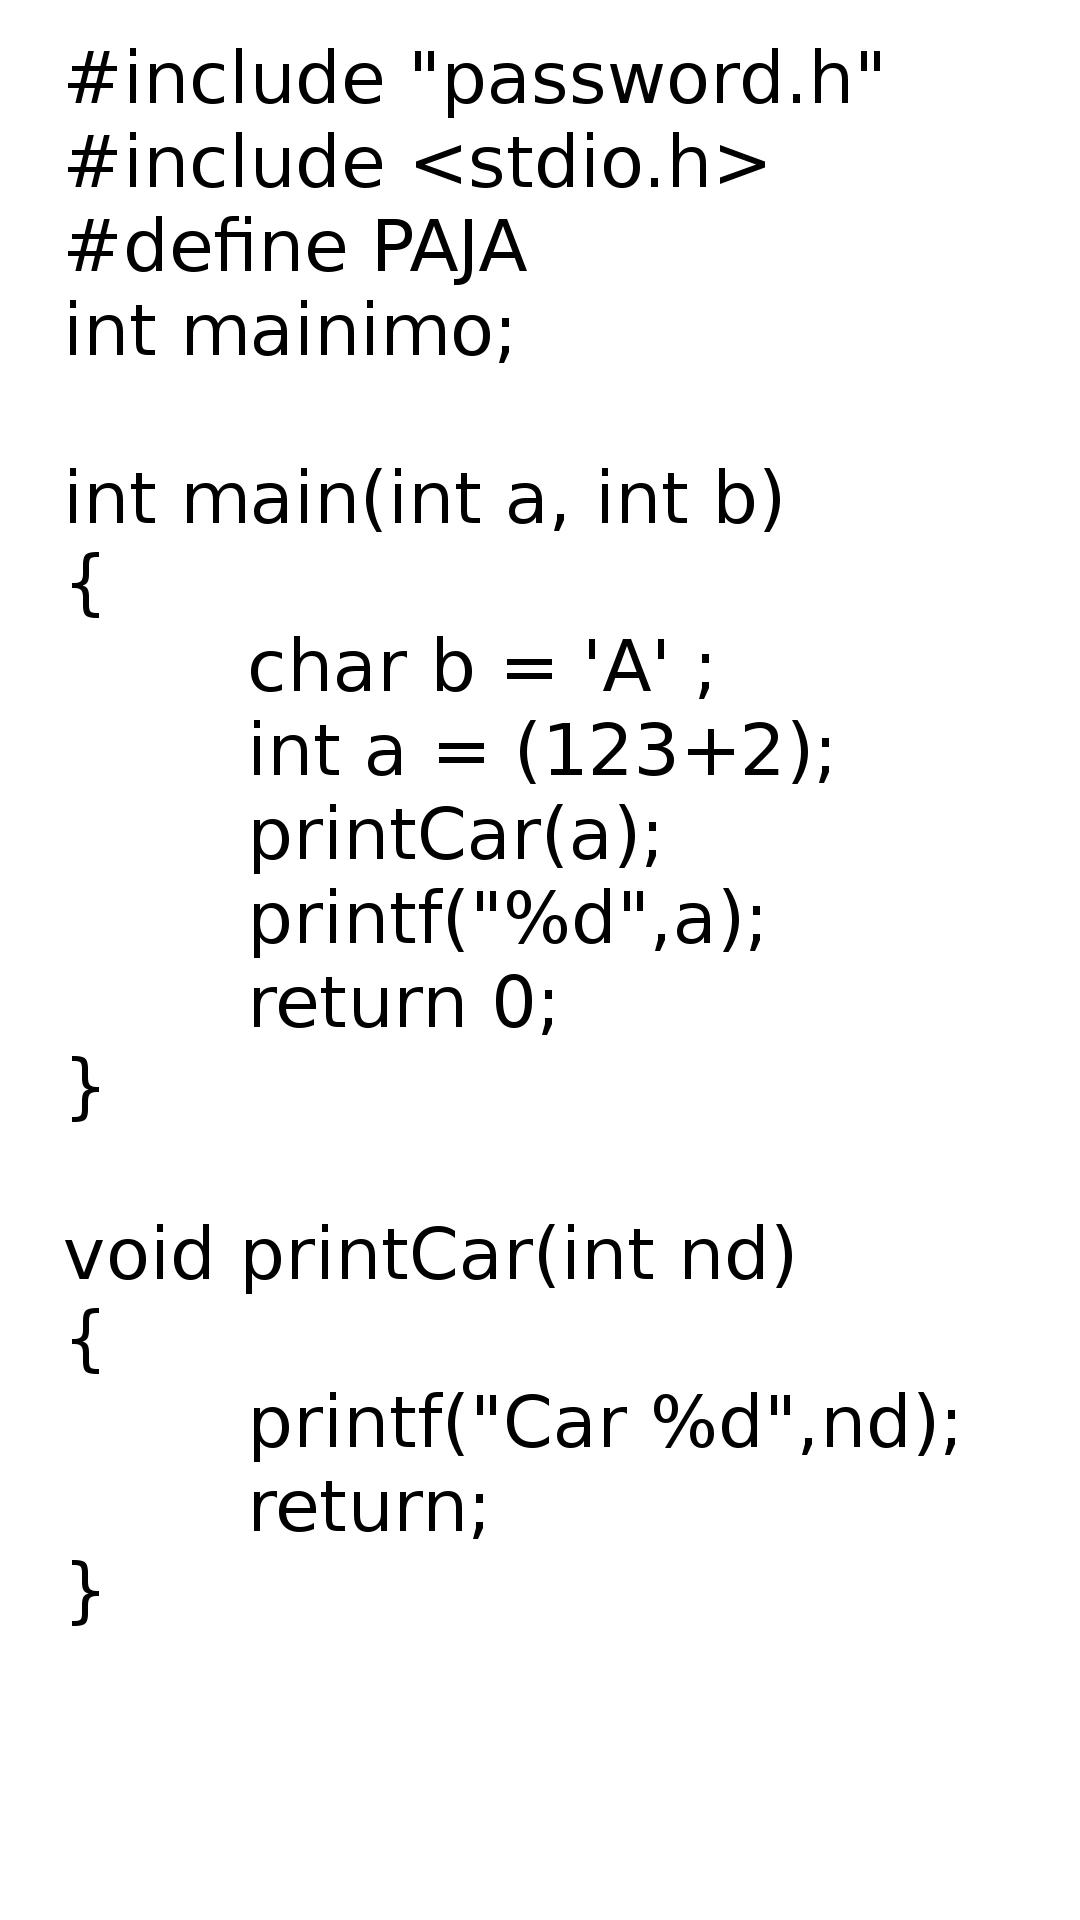 #include "password.h"
#include <stdio.h>
#define PAJA
int mainimo;

int main(int a, int b)
{
	char b = 'A' ;
	int a = (123+2);
	printCar(a);
	printf("%d",a);
	return 0;
}

void printCar(int nd)
{
	printf("Car %d",nd);
	return;
}